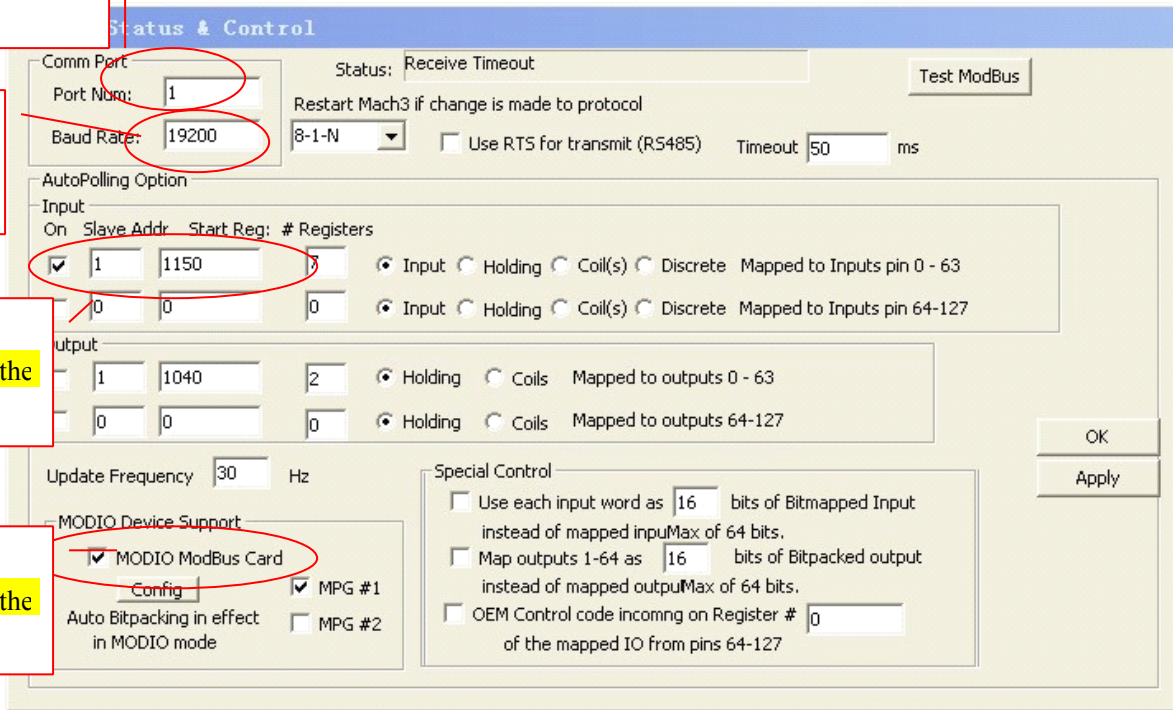 Status & Control
Comm Port
Port Num: 1
Baud Rate: 19200
Status: Receive Timeout
Test ModBus
Restart Mach3 if change is made to protocol
8-1-N
Use RTS for transmit (RS485)
Timeout 50 ms
AutoPolling Option
Input
On Slave Addr Start Reg: # Registers
1 1150 7 Input Holding Coil(s) Discrete Mapped to Inputs pin 0 - 63
0 0 0 Input Holding Coil(s) Discrete Mapped to Inputs pin 64-127
utput
the
1 1040 2 Holding Coils Mapped to outputs 0 - 63
0 0 0 Holding Coils Mapped to outputs 64-127
OK
Apply
Update Frequency 30 Hz
MODIO Device Support
MODIO ModBus Card
Config
MPG #1
the
Auto Bitpacking in effect
in MODIO mode
MPG #2
Special Control
Use each input word as 16 bits of Bitmapped Input
instead of mapped inpuMax of 64 bits.
Map outputs 1-64 as 16 bits of Bitpacked output
instead of mapped outpuMax of 64 bits.
OEM Control code incomng on Register # 0
of the mapped IO from pins 64-127